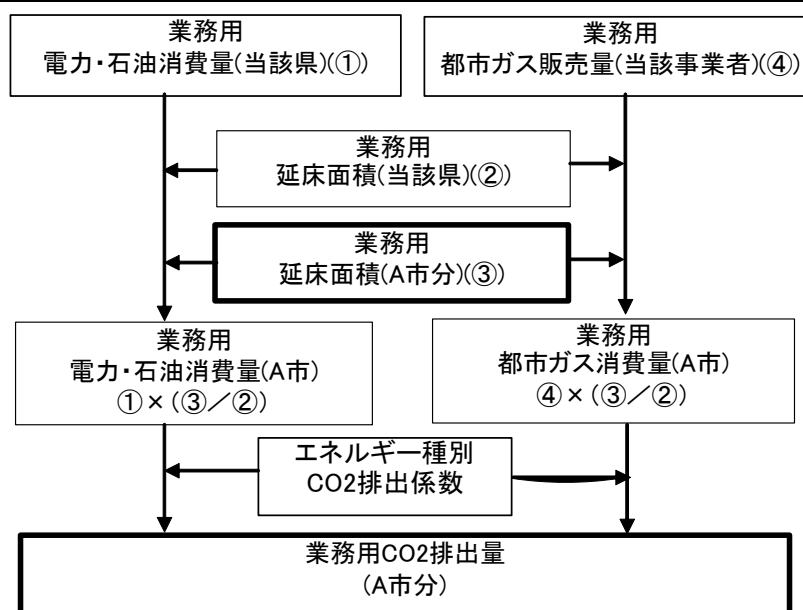 業務用
電力・石油消費量(当該県)(①)
業務用
都市ガス販売量(当該事業者)(④)
業務用
延床面積(当該県)(②)
業務用
延床面積(A市分)(③)
業務用
電力・石油消費量(A市)
①×(③/②)
業務用
都市ガス消費量(A市)
④×(③/②)
エネルギー種別
CO2排出係数
業務用CO2排出量
(A市分)